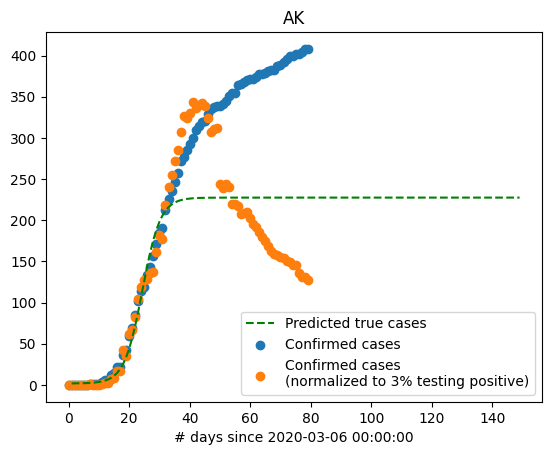 AK
400
350
300
250
200
150
100
50
0
0 20 40 60 80 100 120 140
# days since 2020-03-06 00:00:00
Predicted true cases
Confirmed cases
Confirmed cases
(normalized to 3% testing positive)